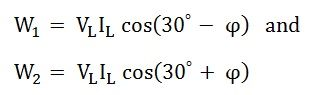 W₁ = V_L I_L cos(30° − φ) and
W₂ = V_L I_L cos(30° + φ)